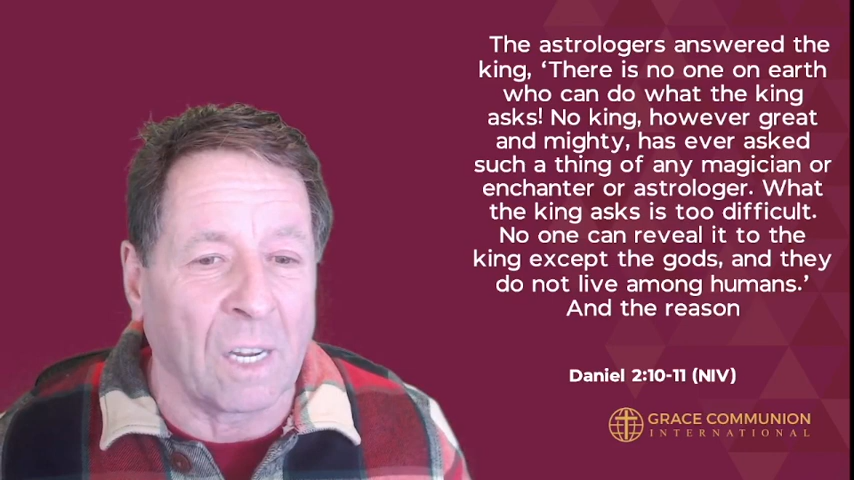 The astrologers answered the
king, ‘There is no one on earth
who can do what the king
asks! No king, however great
and mighty, has ever asked
such a thing of any magician or
enchanter or astrologer. What
the king asks is too difficult.
No one can reveal it to the
king except the gods, and they
do not live among humans.’
And the reason
Daniel 2:10-11 (NIV)
GRACE COMMUNION
INTERNATIONAL